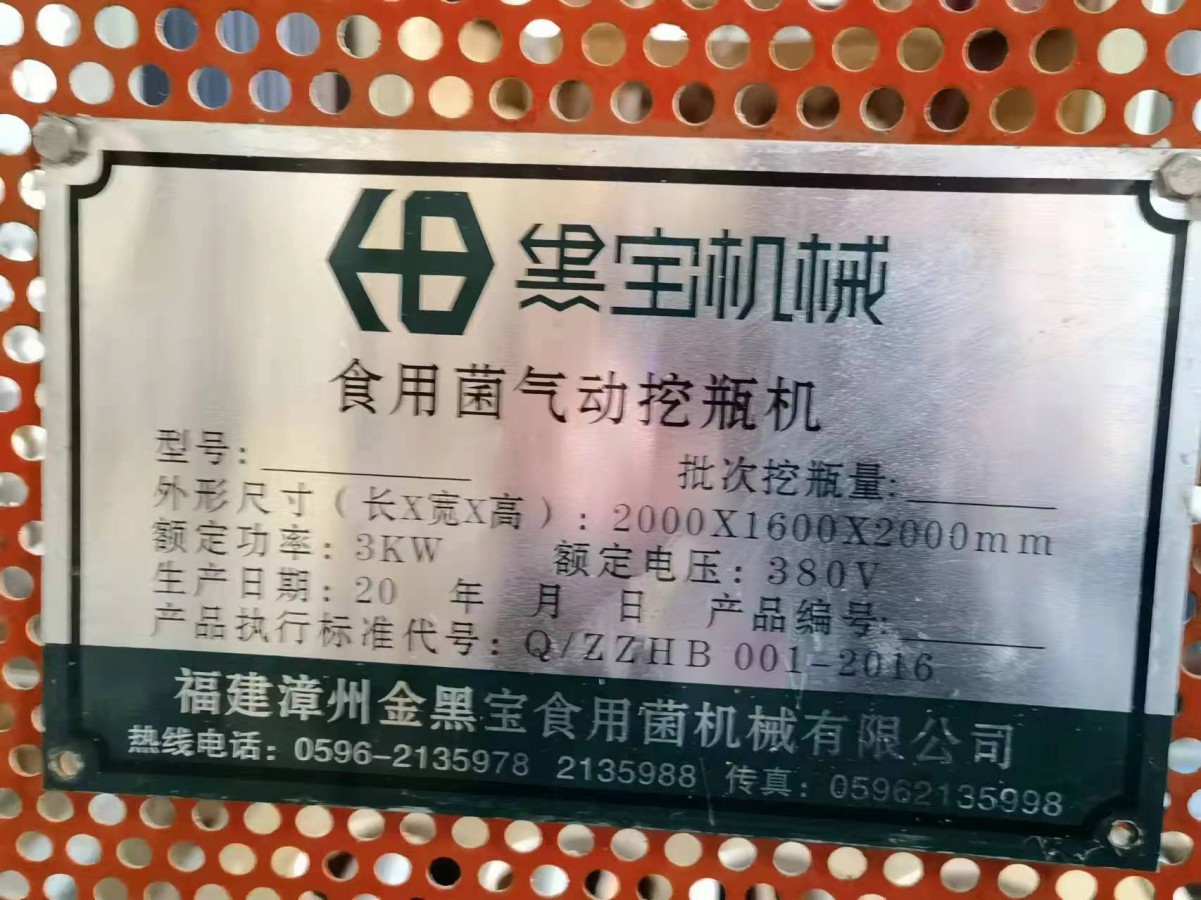 黑宝机械
食用菌气动挖瓶机
型号：
批次挖瓶量：
外形尺寸（长X宽X高）：2000X1600X2000mm
额定功率：3KW 额定电压：380V
生产日期：20 年 月 日 产品编号：
产品执行标准代号：Q/ZZHB 001-2016
福建漳州金黑宝食用菌机械有限公司
热线电话：0596-2135978 2135988 传真：05962135998